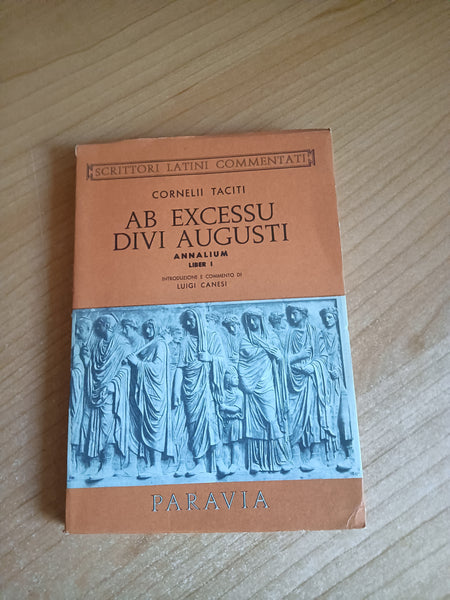 SCRITTORI LATINI COMMENTATI
CORNELII TACITI
AB EXCESSU
DIVI AUGUSTI
ANNALIUM
LIBER I
INTRODUZIONE E COMMENTO DI
LUIGI CANESI
PARAVIA